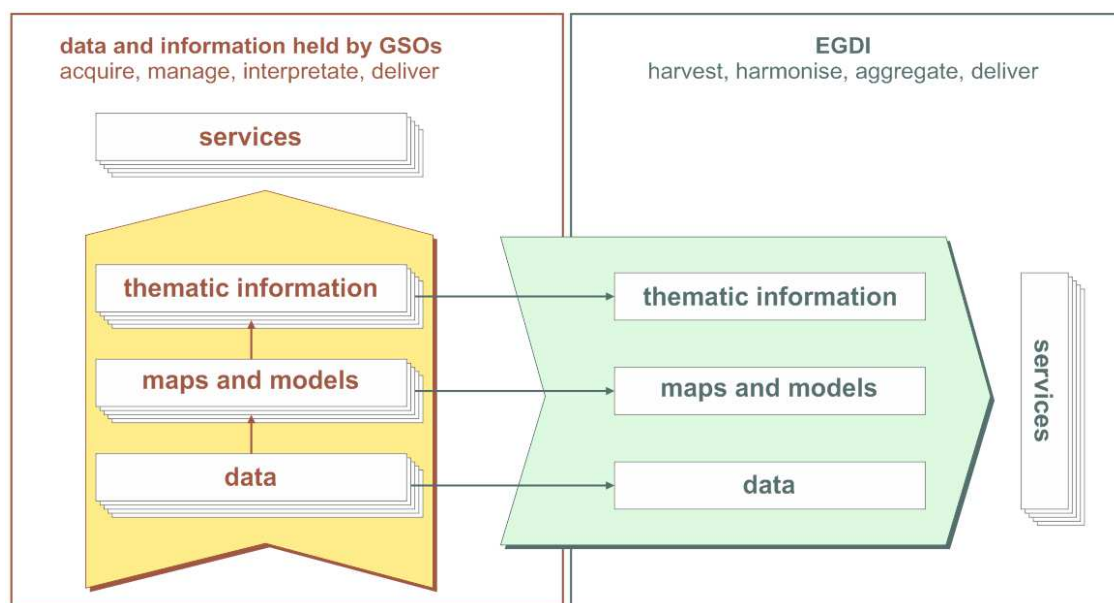 data and information held by GSOs
acquire, manage, interpretate, deliver
services
thematic information
maps and models
data
EGDI
harvest, harmonise, aggregate, deliver
thematic information
maps and models
data
services